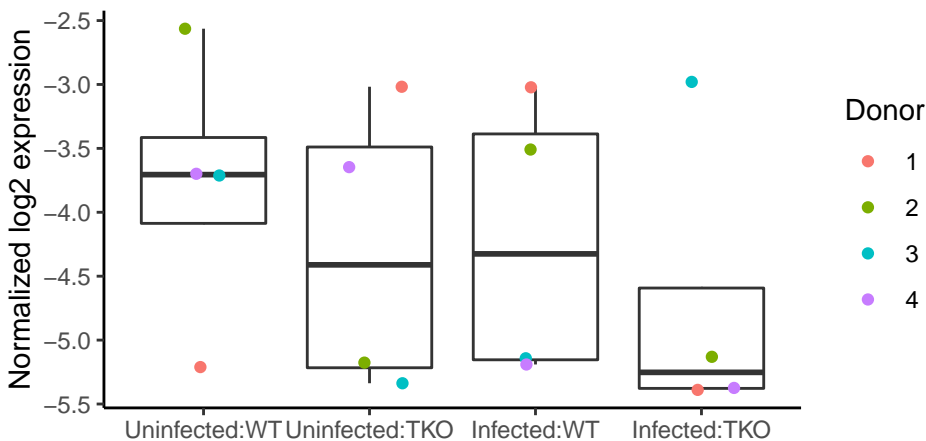 Normalized log2 expression
−2.5
−3.0
−3.5
−4.0
−4.5
−5.0
−5.5
Uninfected:WT
Uninfected:TKO
Infected:WT
Infected:TKO
Donor
1
2
3
4